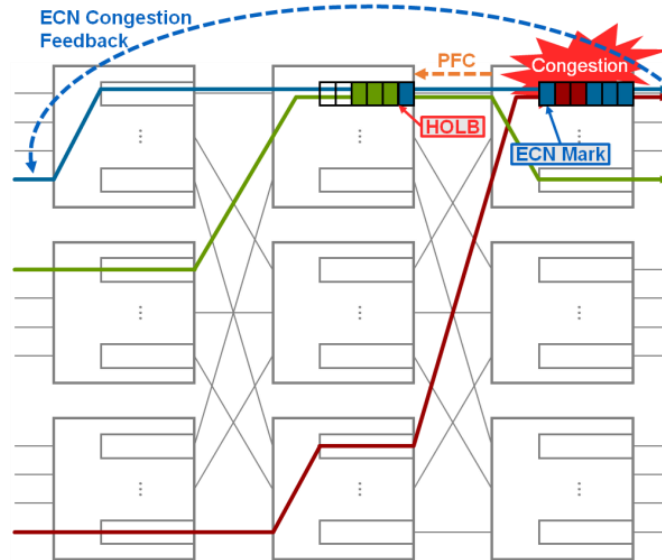 ECN Congestion
Feedback
PFC
Congestion
HOLB
ECN Mark